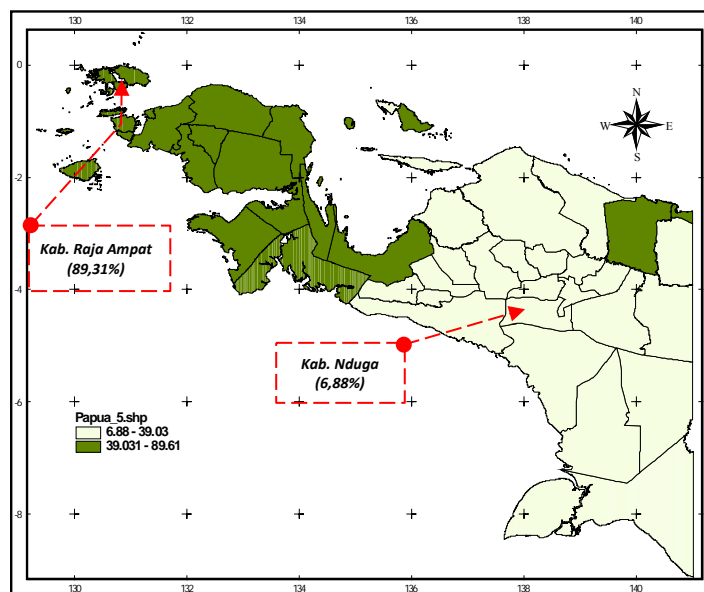 130 132 134 136 138 140
0
N
W E
S
-2
Kab. Raja Ampat
(89,31%)
-4
Kab. Nduga
(6,88%)
-6
Papua_5.shp
6.88 - 39.03
39.031 - 89.61
-8
130 132 134 136 138 140